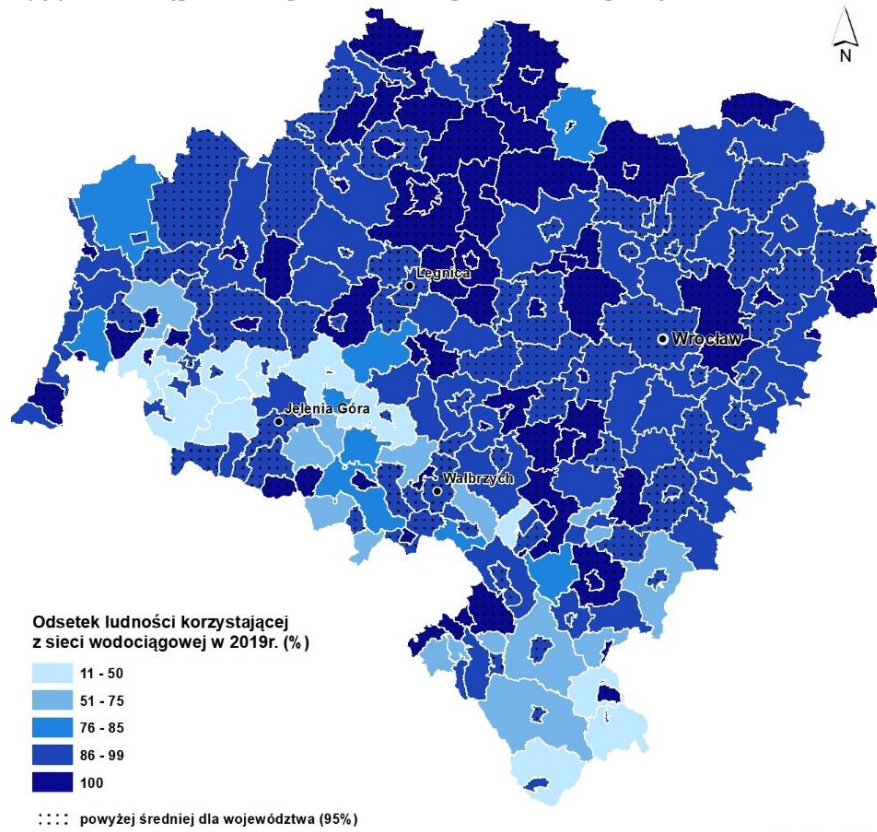 N
Legnica
Wrocław
Jelenia Góra
Wałbrzych
Odsetek ludności korzystającej
z sieci wodociągowej w 2019r. (%)
11 - 50
51 - 75
76 - 85
86 - 99
100
powyżej średniej dla województwa (95%)